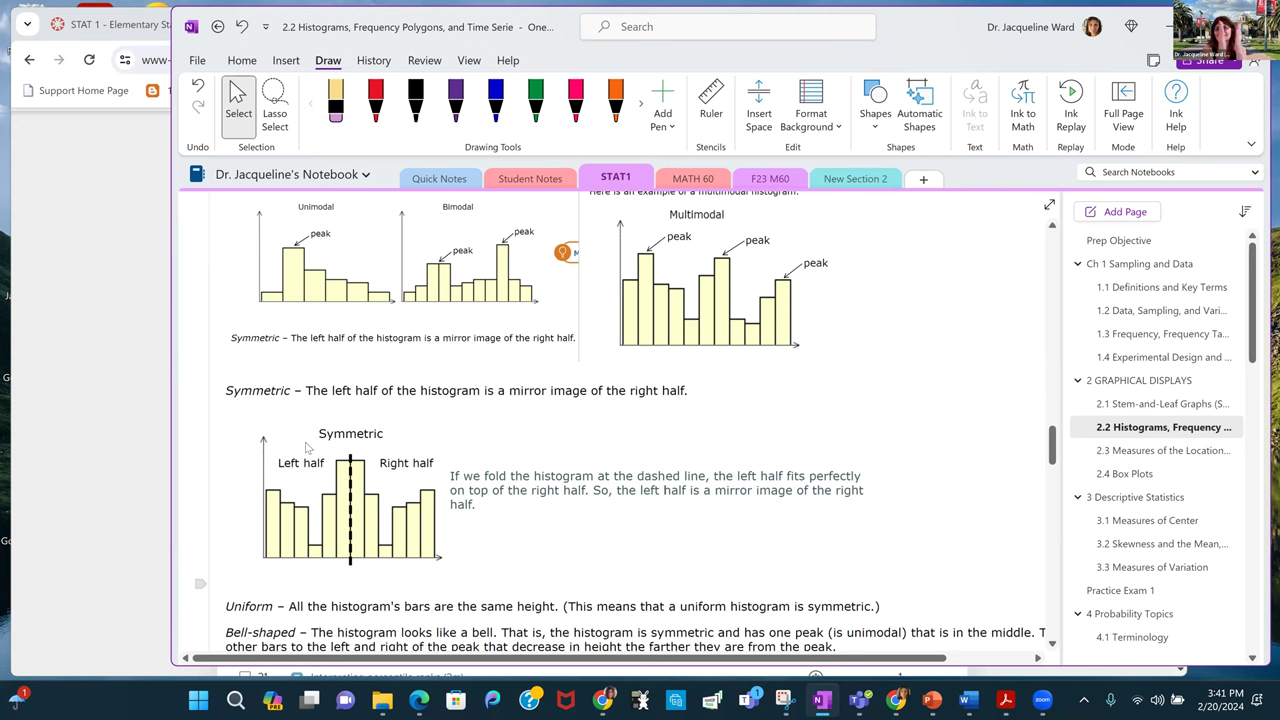 STAT 1 - Elementary Sta
2.2 Histograms, Frequency Polygons, and Time Serie - One...
Search
Dr. Jacqueline Ward
www-
Support Home Page
File
Home
Insert
Draw
History
Review
View
Help
Share
Select
Lasso
Select
Add
Pen
Ruler
Insert
Space
Format
Background
Shapes
Automatic
Shapes
Ink to
Text
Ink to
Math
Ink
Replay
Full Page
View
Ink
Help
Undo
Selection
Drawing Tools
Stencils
Edit
Shapes
Text
Math
Replay
Mode
Help
Dr. Jacqueline's Notebook
Quick Notes
Student Notes
STAT1
MATH 60
F23 M60
New Section 2
Search Notebooks
Here is an example of a multimodal histogram.
Unimodal
peak
Bimodal
peak
peak
Multimodal
peak
peak
peak
Symmetric – The left half of the histogram is a mirror image of the right half.
Symmetric – The left half of the histogram is a mirror image of the right half.
Symmetric
Left half
Right half
If we fold the histogram at the dashed line, the left half fits perfectly
on top of the right half. So, the left half is a mirror image of the right
half.
Uniform – All the histogram's bars are the same height. (This means that a uniform histogram is symmetric.)
Bell-shaped – The histogram looks like a bell. That is, the histogram is symmetric and has one peak (is unimodal) that is in the middle. T
other bars to the left and right of the peak that decrease in height the farther they are from the peak.
Add Page
Prep Objective
Ch 1 Sampling and Data
1.1 Definitions and Key Terms
1.2 Data, Sampling, and Vari...
1.3 Frequency, Frequency Ta...
1.4 Experimental Design and ...
2 GRAPHICAL DISPLAYS
2.1 Stem-and-Leaf Graphs (S...
2.2 Histograms, Frequency ...
2.3 Measures of the Location...
2.4 Box Plots
3 Descriptive Statistics
3.1 Measures of Center
3.2 Skewness and the Mean,...
3.3 Measures of Variation
Practice Exam 1
4 Probability Topics
4.1 Terminology
3:41 PM
2/20/2024